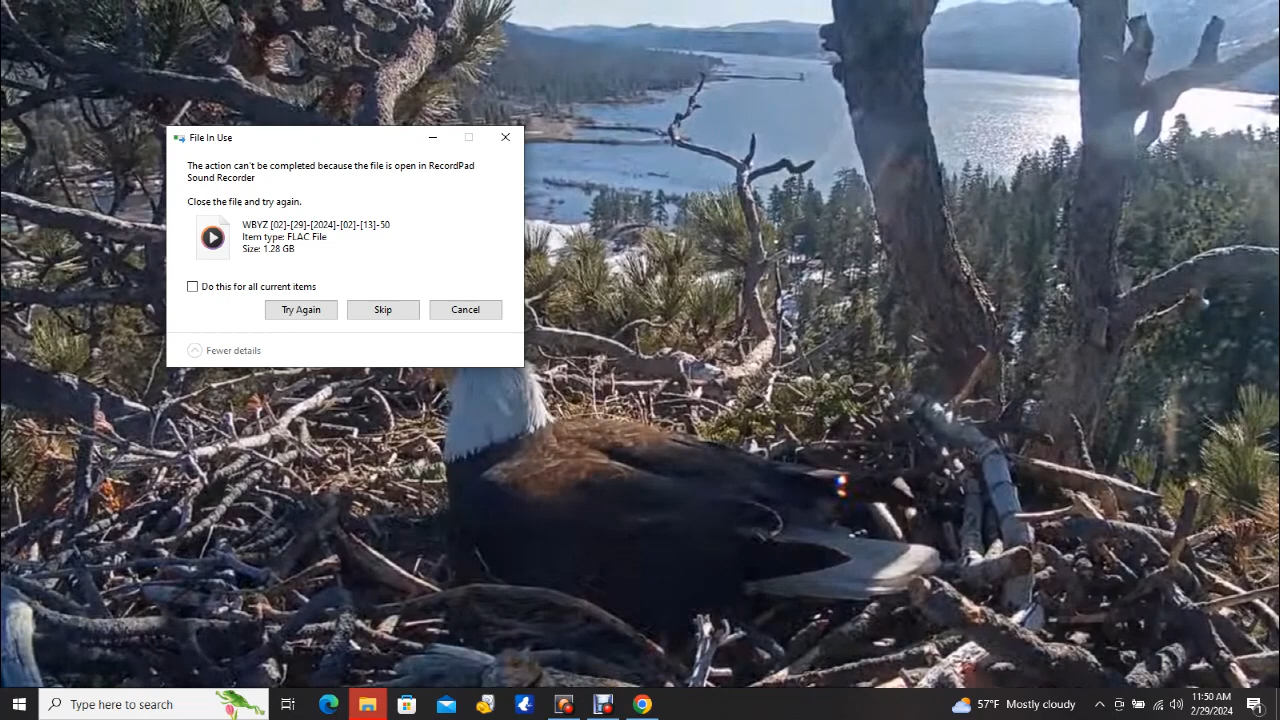 File In Use
The action can't be completed because the file is open in RecordPad
Sound Recorder
Close the file and try again.
WBYZ [02]-[29]-[2024]-[02]-[13]-50
Item type: FLAC File
Size: 1.28 GB
Do this for all current items
Try Again
Skip
Cancel
Fewer details
Type here to search
57°F Mostly cloudy
11:50 AM
2/29/2024
1